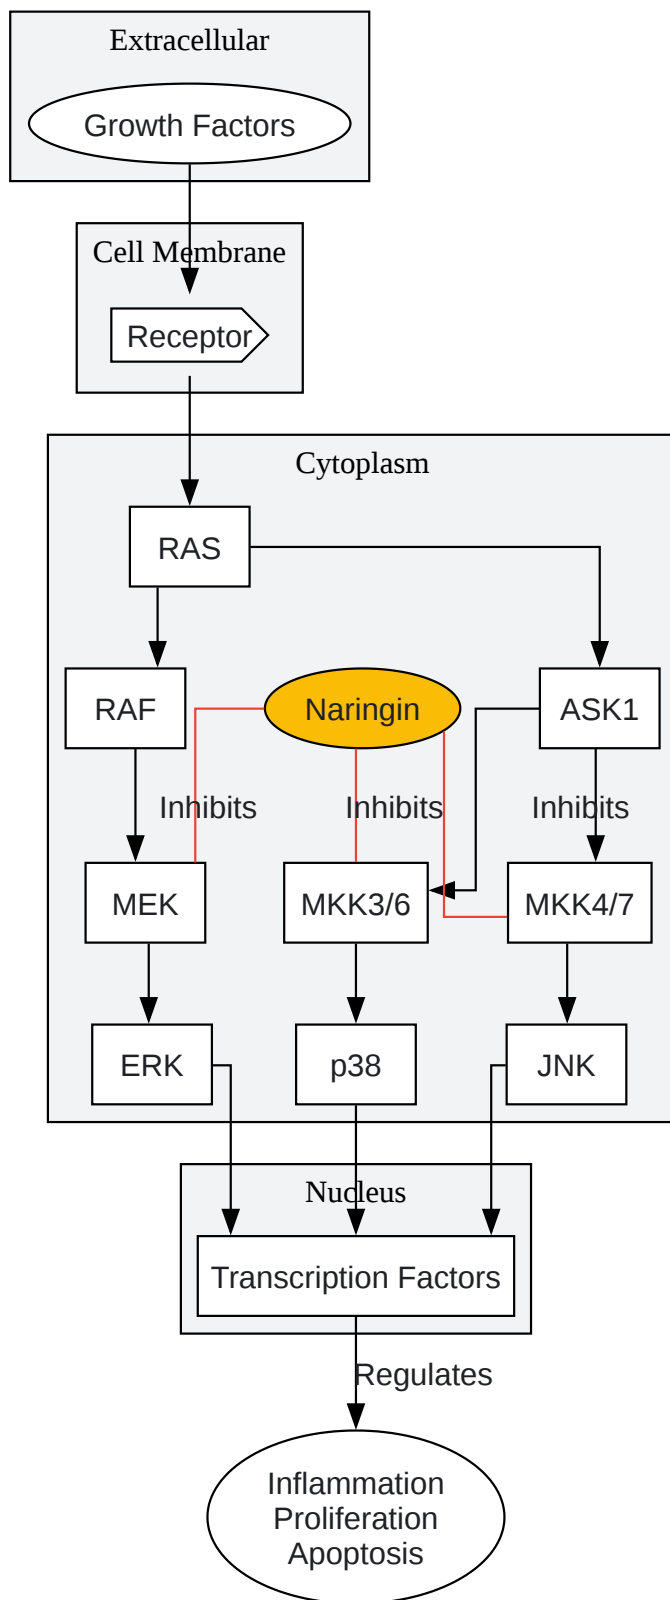 Extracellular
Growth Factors
Cell Membrane
Receptor
Cytoplasm
RAS
RAF
Naringin
ASK1
Inhibits
Inhibits
Inhibits
MEK
MKK3/6
MKK4/7
ERK
p38
JNK
Nucleus
Transcription Factors
Regulates
Inflammation
Proliferation
Apoptosis